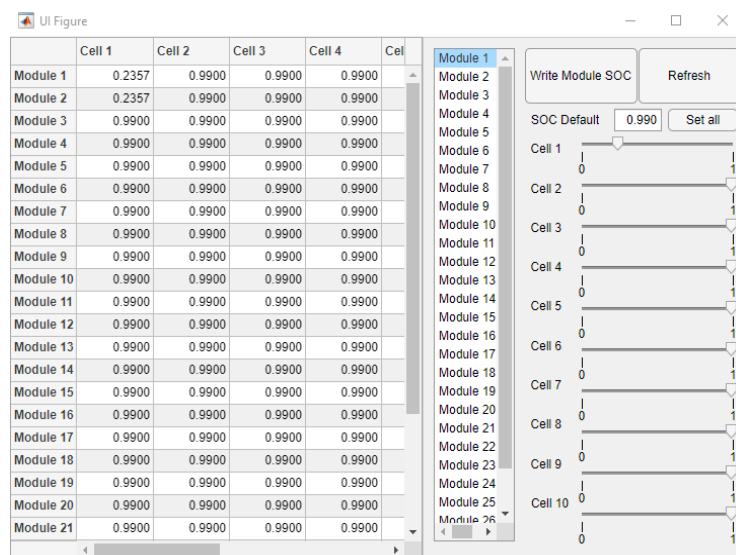 UI Figure
Cell 1 Cell 2 Cell 3 Cell 4 Cel
Module 1 0.2357 0.9900 0.9900 0.9900
Module 2 0.2357 0.9900 0.9900 0.9900
Module 3 0.9900 0.9900 0.9900 0.9900
Module 4 0.9900 0.9900 0.9900 0.9900
Module 5 0.9900 0.9900 0.9900 0.9900
Module 6 0.9900 0.9900 0.9900 0.9900
Module 7 0.9900 0.9900 0.9900 0.9900
Module 8 0.9900 0.9900 0.9900 0.9900
Module 9 0.9900 0.9900 0.9900 0.9900
Module 10 0.9900 0.9900 0.9900 0.9900
Module 11 0.9900 0.9900 0.9900 0.9900
Module 12 0.9900 0.9900 0.9900 0.9900
Module 13 0.9900 0.9900 0.9900 0.9900
Module 14 0.9900 0.9900 0.9900 0.9900
Module 15 0.9900 0.9900 0.9900 0.9900
Module 16 0.9900 0.9900 0.9900 0.9900
Module 17 0.9900 0.9900 0.9900 0.9900
Module 18 0.9900 0.9900 0.9900 0.9900
Module 19 0.9900 0.9900 0.9900 0.9900
Module 20 0.9900 0.9900 0.9900 0.9900
Module 21 0.9900 0.9900 0.9900 0.9900
Module 1
Module 2
Module 3
Module 4
Module 5
Module 6
Module 7
Module 8
Module 9
Module 10
Module 11
Module 12
Module 13
Module 14
Module 15
Module 16
Module 17
Module 18
Module 19
Module 20
Module 21
Module 22
Module 23
Module 24
Module 25
Module 26
Write Module SOC Refresh
SOC Default 0.990 Set all
Cell 1
0 1
Cell 2
0 1
Cell 3
0 1
Cell 4
0 1
Cell 5
0 1
Cell 6
0 1
Cell 7
0 1
Cell 8
0 1
Cell 9
0 1
Cell 10
0 1